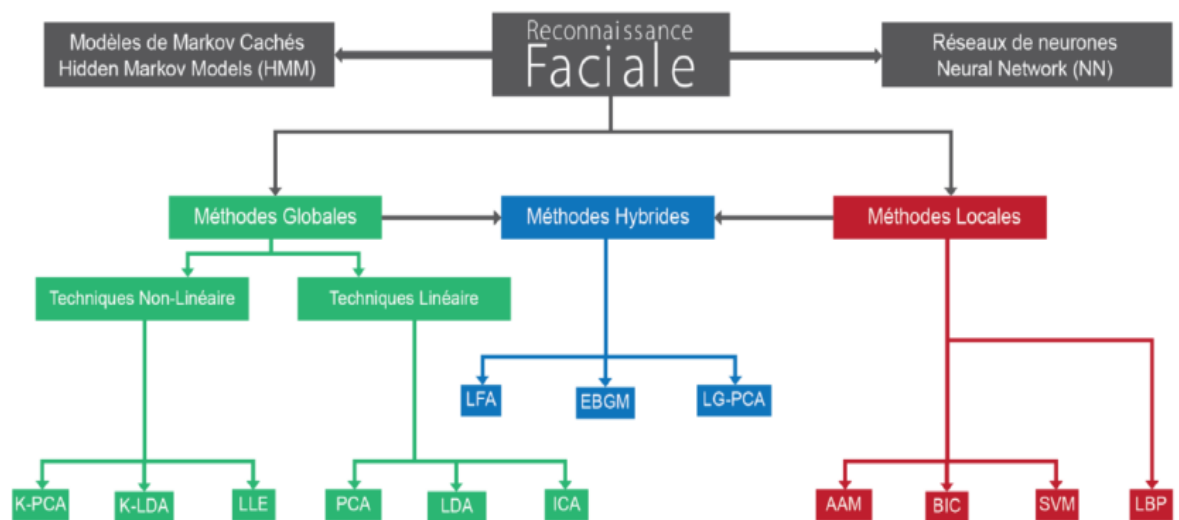 Modèles de Markov Cachés
Hidden Markov Models (HMM)
Reconnaissance
Faciale
Réseaux de neurones
Neural Network (NN)
Méthodes Globales
Méthodes Hybrides
Méthodes Locales
Techniques Non-Linéaire
Techniques Linéaire
LFA
EBGM
LG-PCA
K-PCA
K-LDA
LLE
PCA
LDA
ICA
AAM
BIC
SVM
LBP